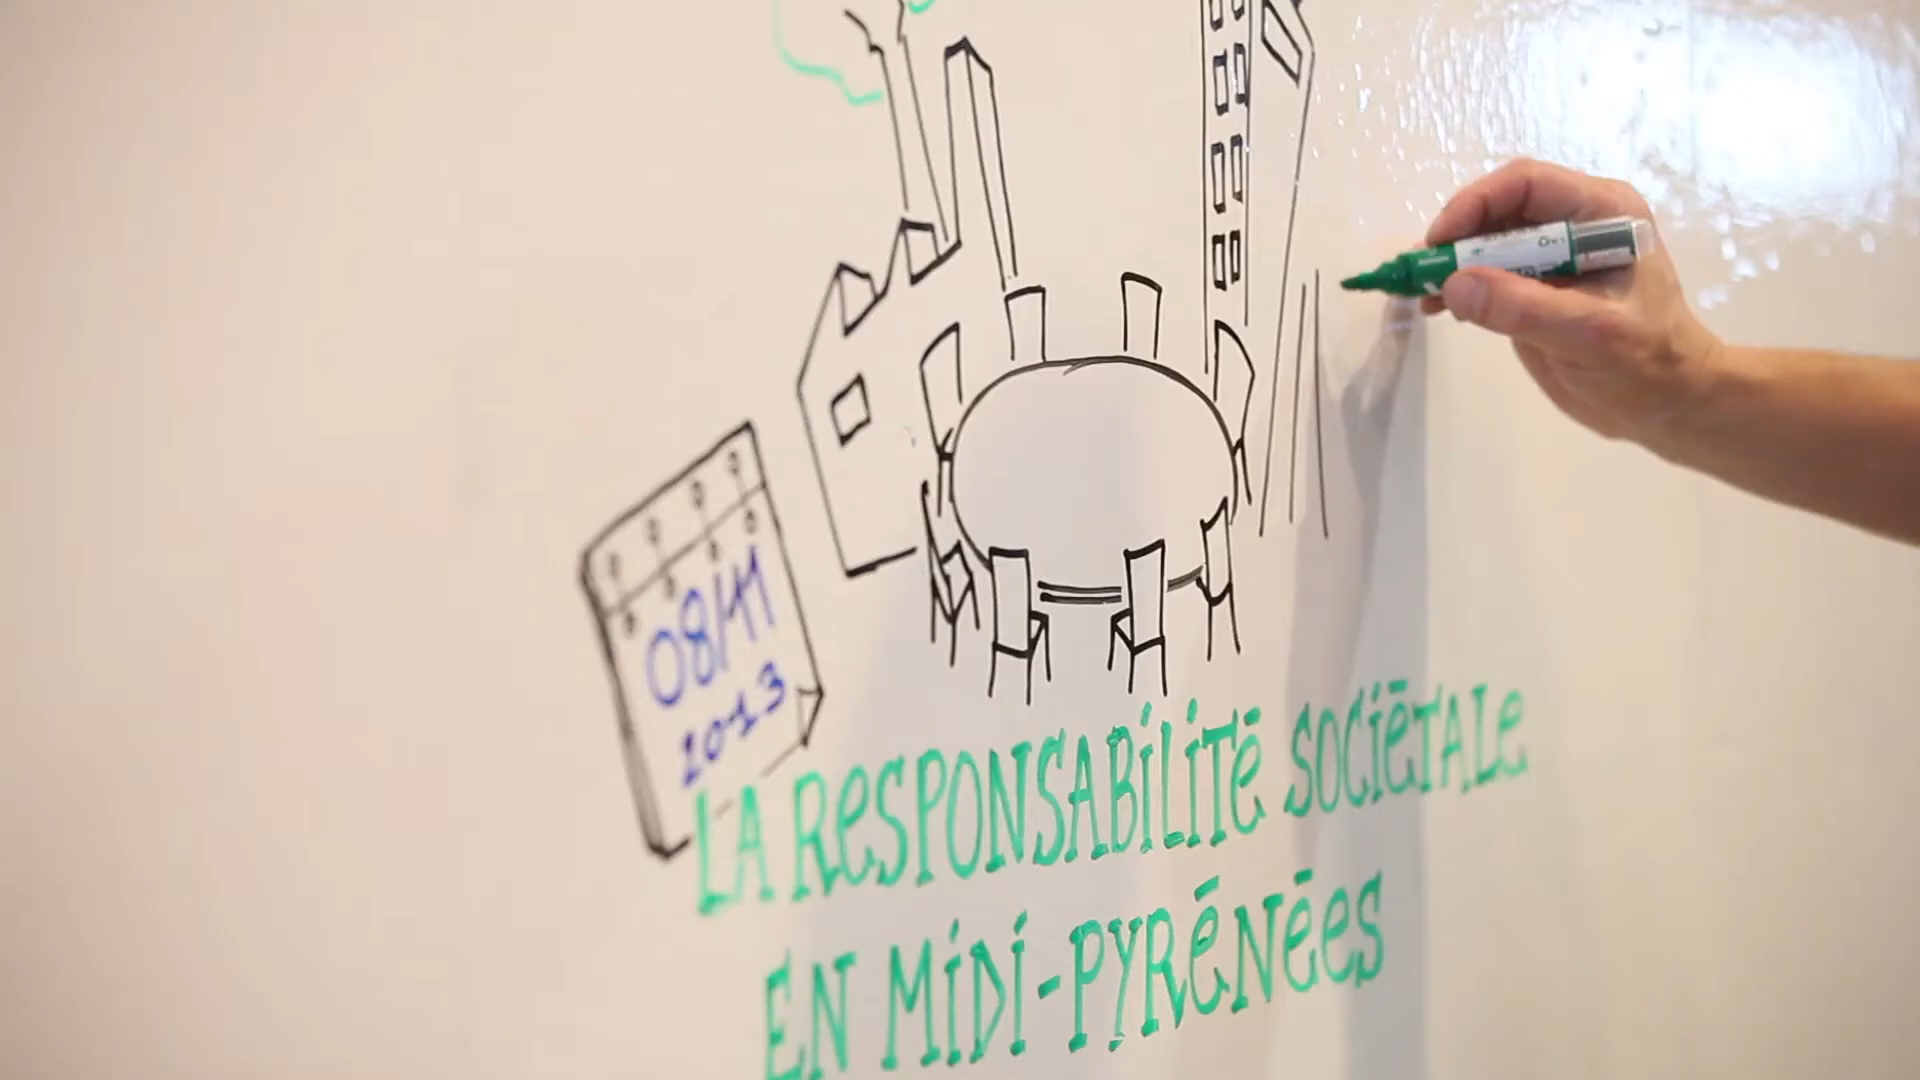 08/11
2013
LA RESPONSABILITÉ SOCIÉTALE
EN MIDI-PYRÉNÉES